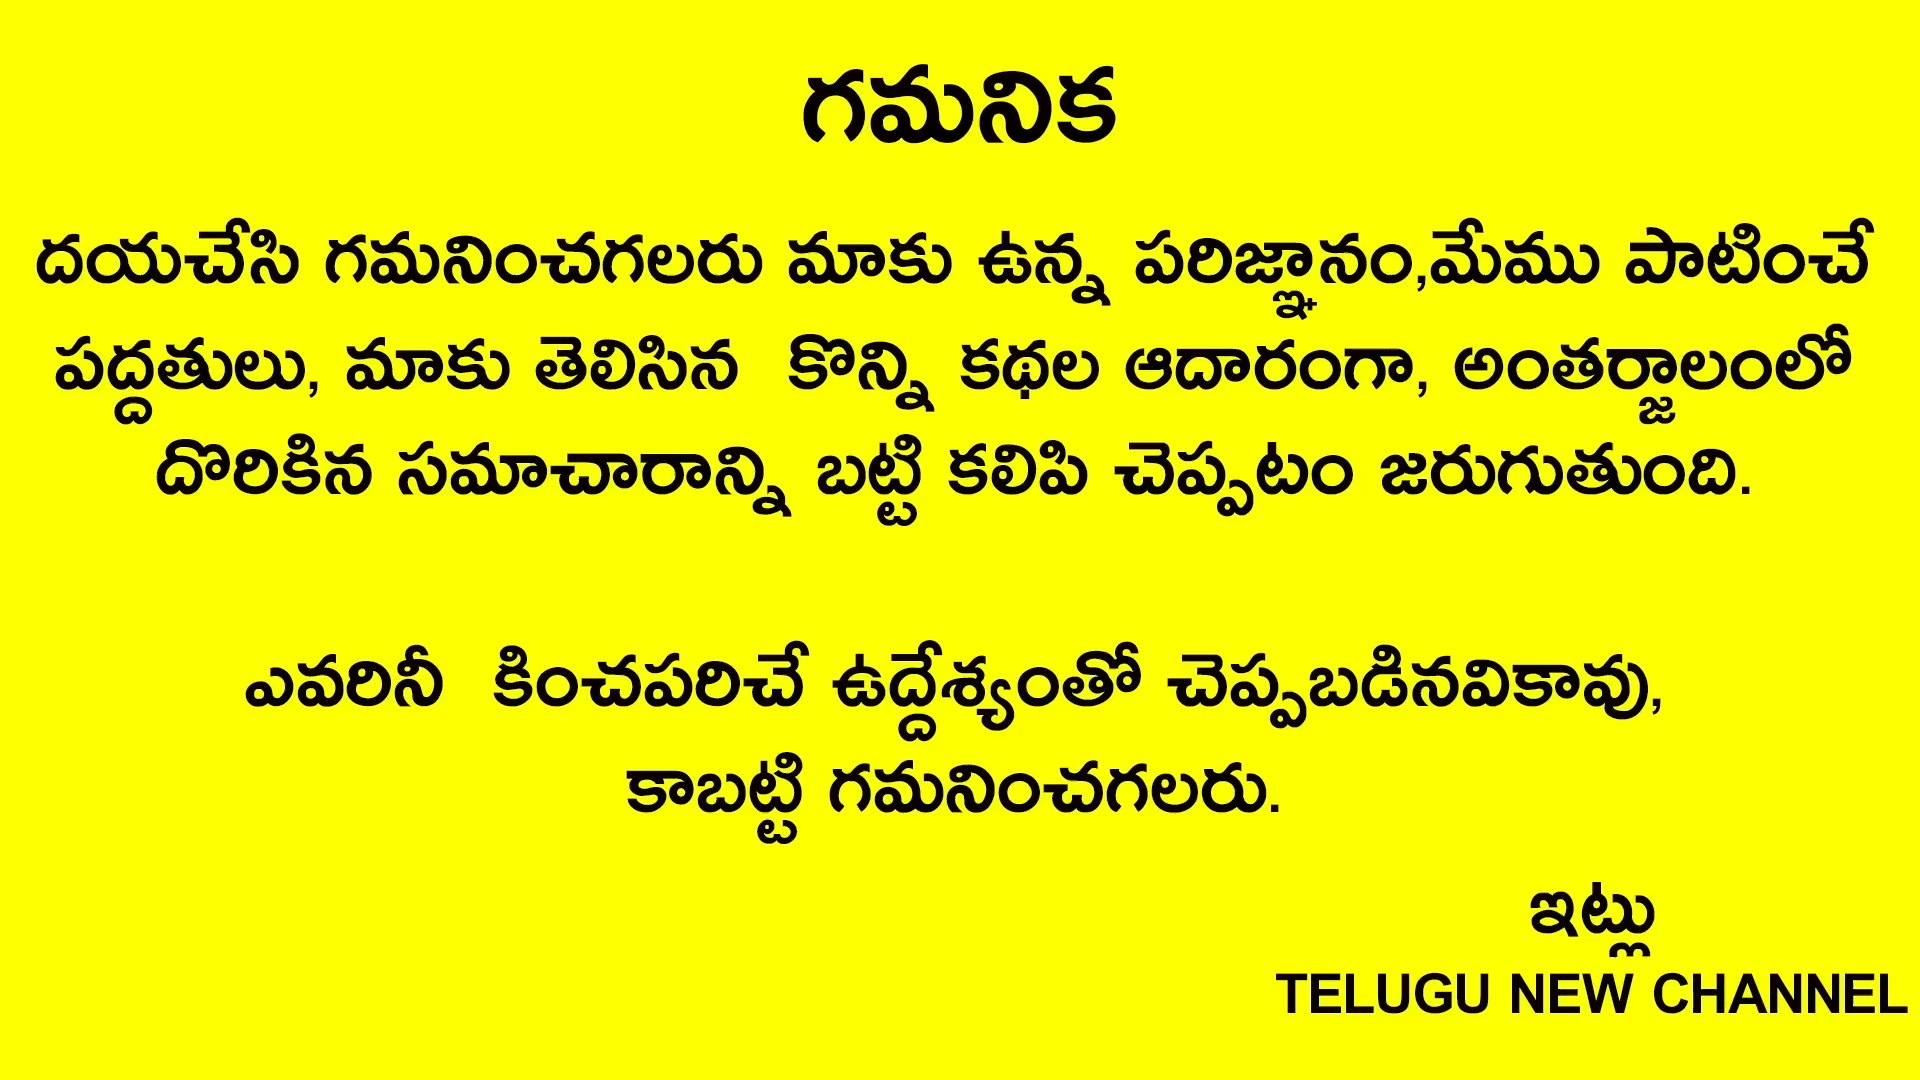 గమనిక
దయచేసి గమనించగలరు మాకు ఉన్న పరిజ్ఞానం,మేము పాటించే
పద్దతులు, మాకు తెలిసిన కొన్ని కథల ఆదారంగా, అంతర్జాలంలో
దొరికిన సమాచారాన్ని బట్టి కలిపి చెప్పటం జరుగుతుంది.
ఎవరినీ కించపరిచే ఉద్దేశ్యంతో చెప్పబడినవికావు,
కాబట్టి గమనించగలరు.
ఇట్లు
TELUGU NEW CHANNEL